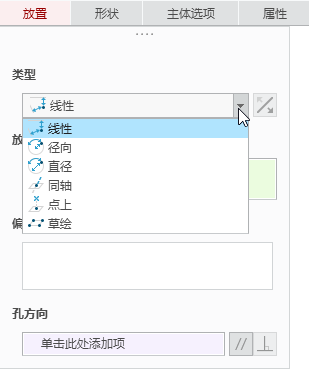 放置 形状 主体选项 属性
类型
线性
线性
径向
直径
同轴
点上
草绘
孔方向
单击此处添加项